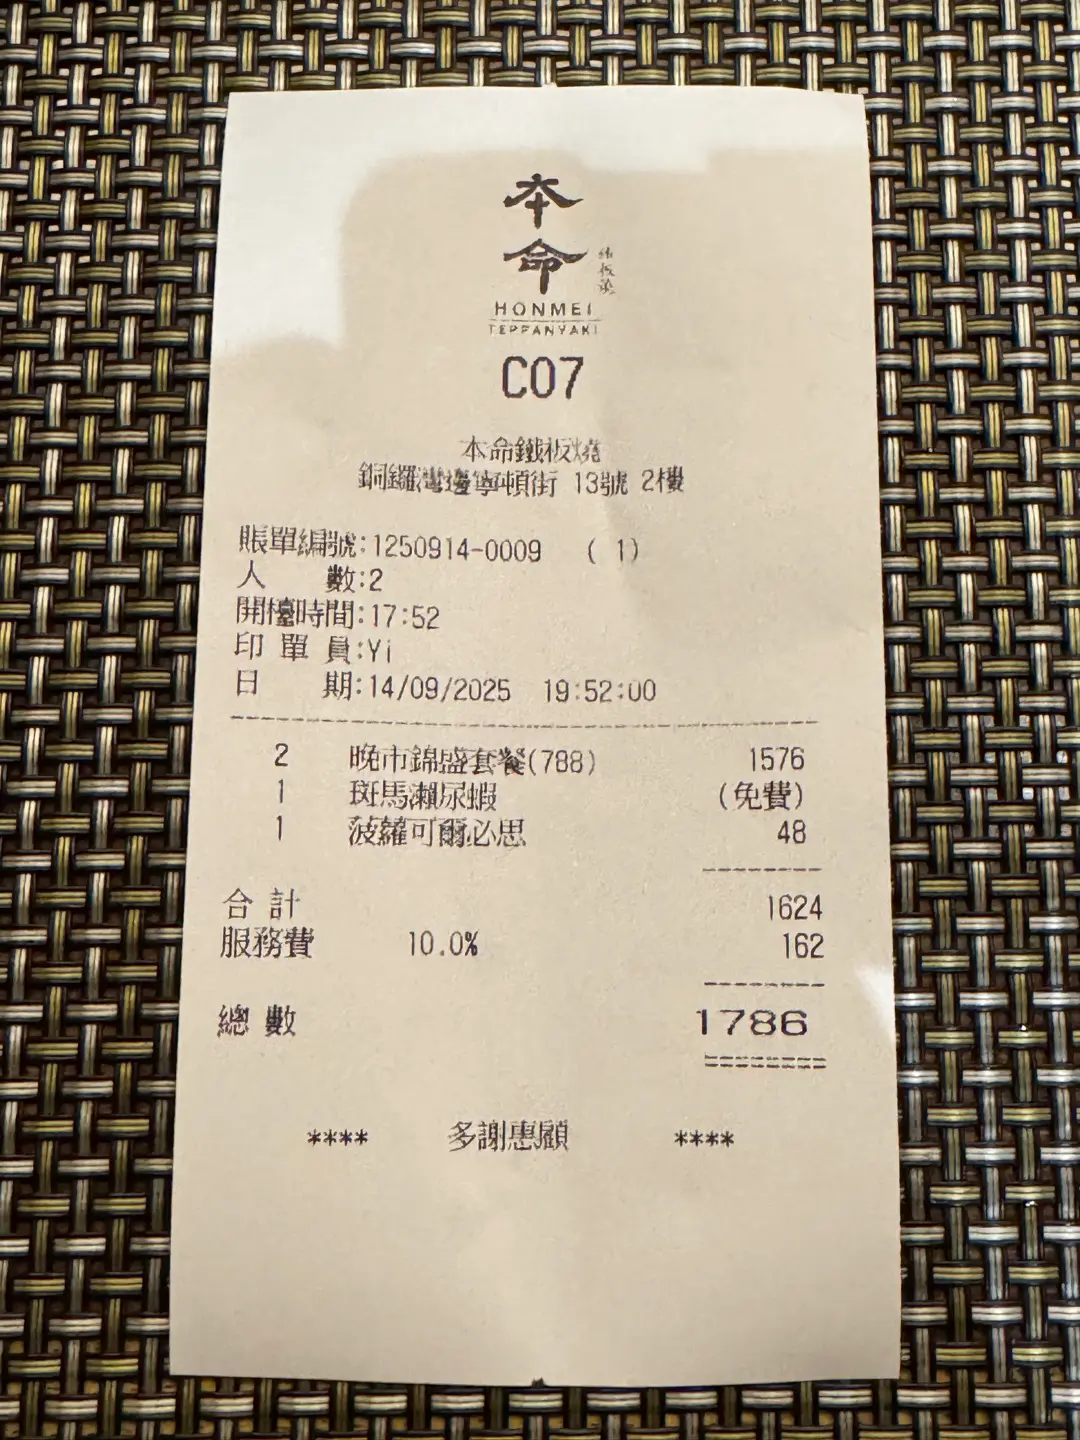 本
命
鉄板燒
HONMEI
TEPPANYAKI
C07
本命鐵板燒
銅鑼灣邊寧頓街 13號 2樓
賬單編號:1250914-0009 ( 1)
人 數:2
開檯時間:17:52
印 單 員:Yi
日 期:14/09/2025 19:52:00
2 晚市錦盛套餐(788) 1576
1 斑馬瀨尿蝦 (免費)
1 菠蘿可爾必思 48
合 計 1624
服務費 10.0% 162
總 數 1786
**** 多謝惠顧 ****